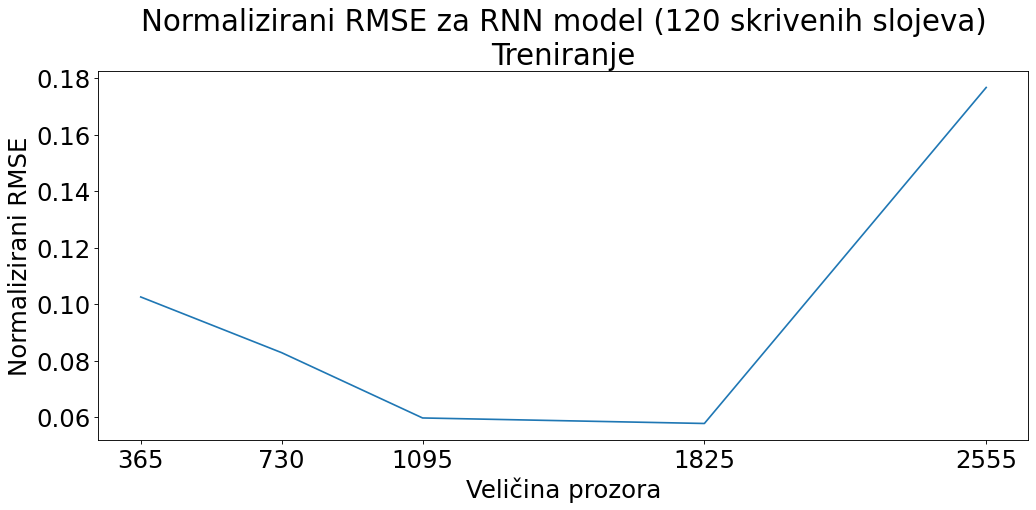 Normalizirani RMSE za RNN model (120 skrivenih slojeva)
Treniranje
Normalizirani RMSE
0.18
0.16
0.14
0.12
0.10
0.08
0.06
365 730 1095 1825 2555
Veličina prozora